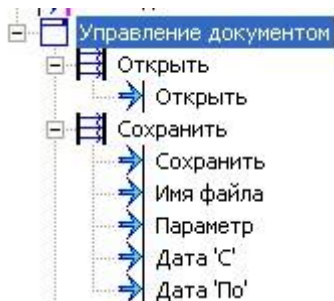 Управление документом
Открыть
Открыть
Сохранить
Сохранить
Имя файла
Параметр
Дата 'С'
Дата 'По'